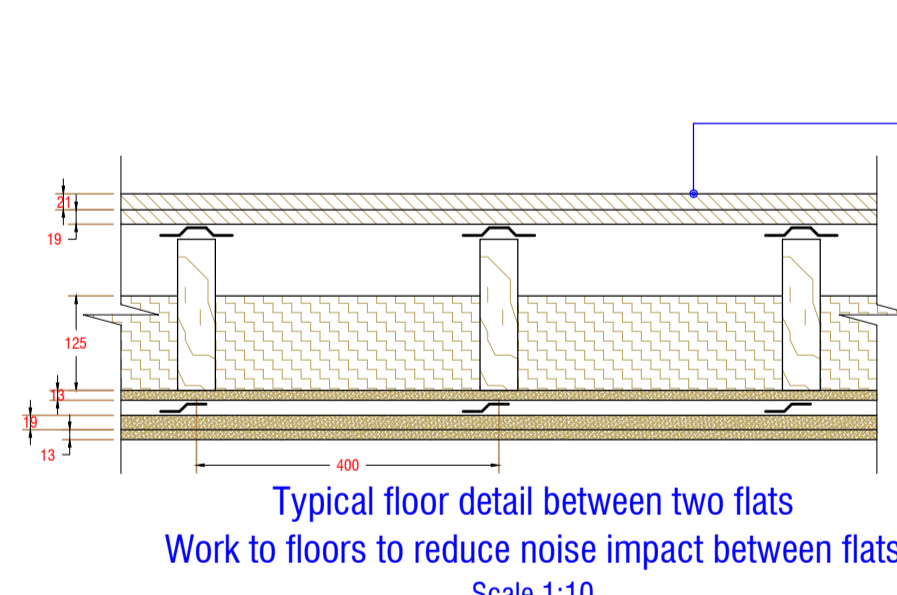 21
19
125
13
19
13
400
Typical floor detail between two flats
Work to floors to reduce noise impact between flats
Scale 1:10